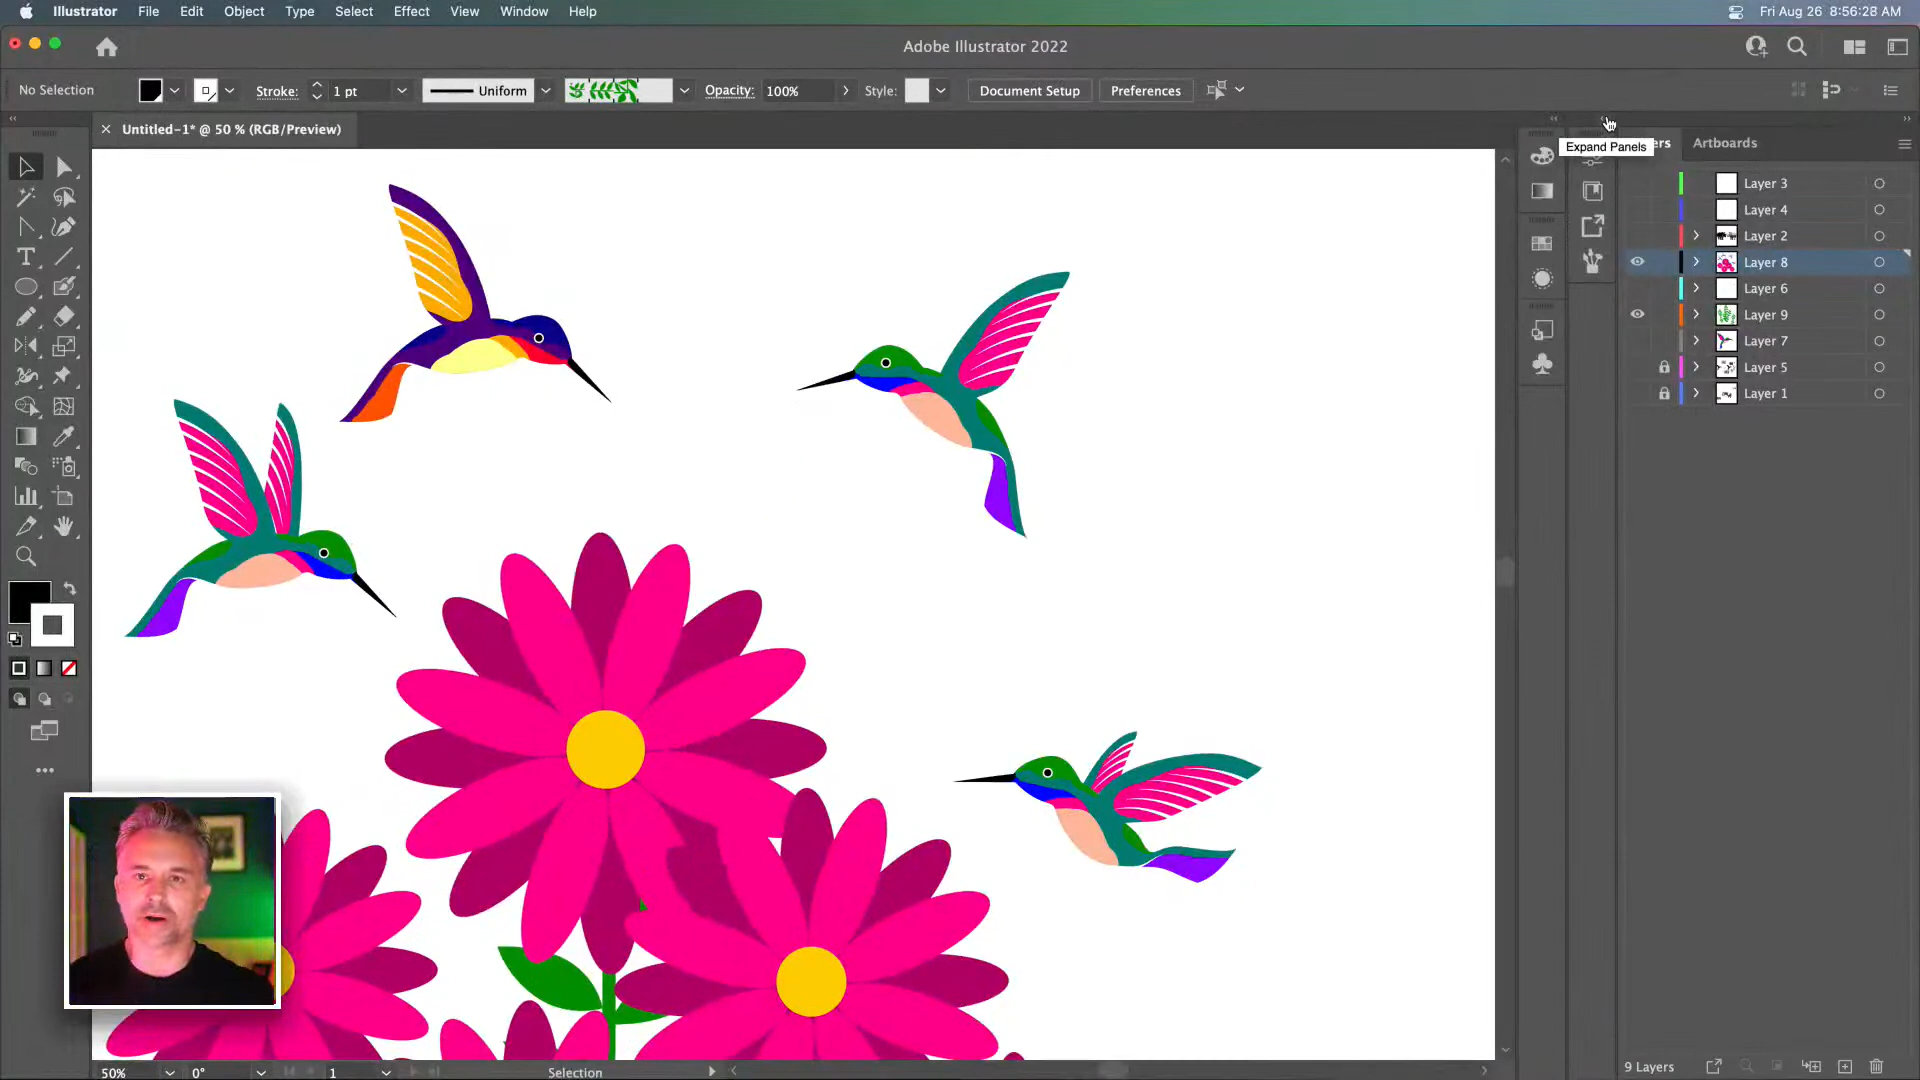 Illustrator File Edit Object Type Select Effect View Window Help Fri Aug 26 8:56:28 AM
Adobe Illustrator 2022
No Selection Stroke: 1 pt Uniform Opacity: 100% Style: Document Setup Preferences
Untitled-1* @ 50 % (RGB/Preview)
Expand Panels
ers Artboards
Layer 3
Layer 4
Layer 2
Layer 8
Layer 6
Layer 9
Layer 7
Layer 5
Layer 1
50% 0° 1 Selection 9 Layers